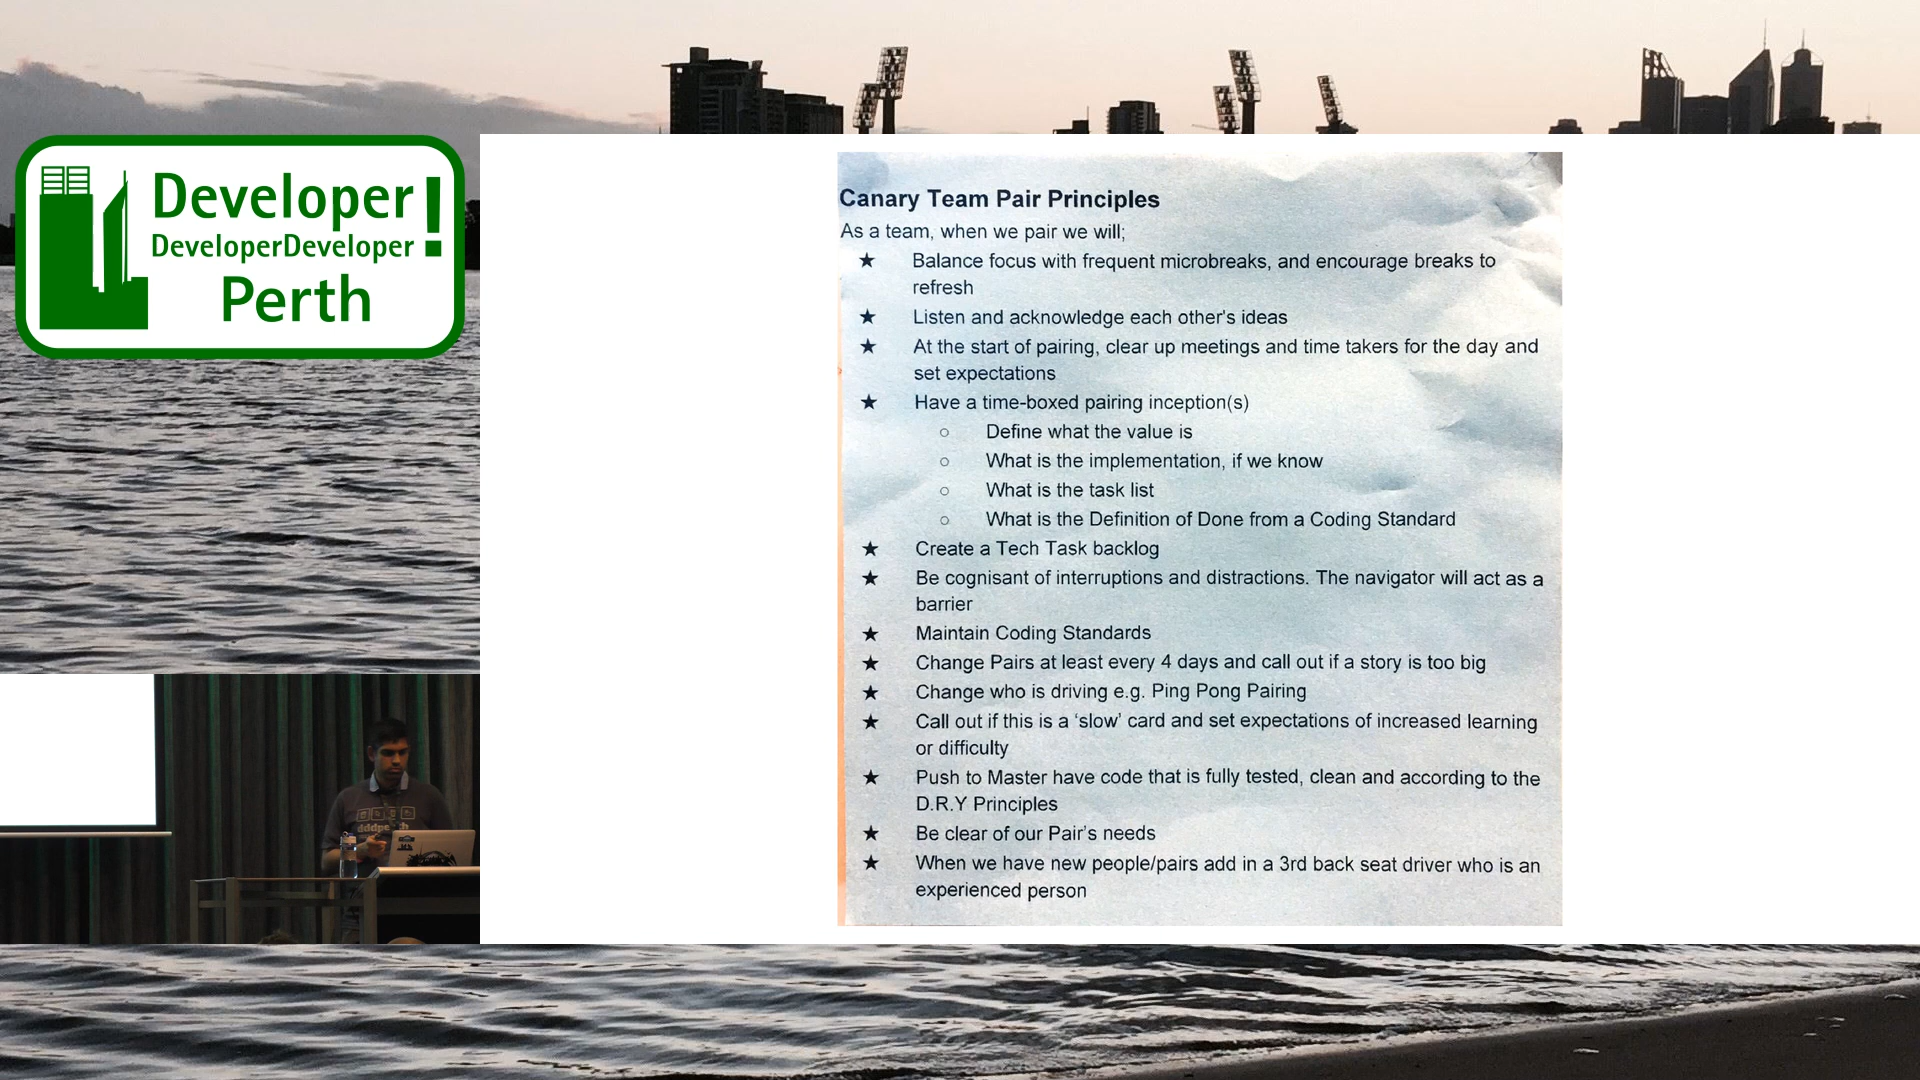 Developer!
DeveloperDeveloper
Perth
Canary Team Pair Principles
As a team, when we pair we will;
★ Balance focus with frequent microbreaks, and encourage breaks to
refresh
★ Listen and acknowledge each other's ideas
★ At the start of pairing, clear up meetings and time takers for the day and
set expectations
★ Have a time-boxed pairing inception(s)
○ Define what the value is
○ What is the implementation, if we know
○ What is the task list
○ What is the Definition of Done from a Coding Standard
★ Create a Tech Task backlog
★ Be cognisant of interruptions and distractions. The navigator will act as a
barrier
★ Maintain Coding Standards
★ Change Pairs at least every 4 days and call out if a story is too big
★ Change who is driving e.g. Ping Pong Pairing
★ Call out if this is a ‘slow’ card and set expectations of increased learning
or difficulty
★ Push to Master have code that is fully tested, clean and according to the
D.R.Y Principles
★ Be clear of our Pair's needs
★ When we have new people/pairs add in a 3rd back seat driver who is an
experienced person